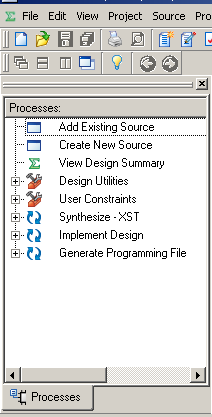 File Edit View Project Source
Processes:
Add Existing Source
Create New Source
View Design Summary
Design Utilities
User Constraints
Synthesize - XST
Implement Design
Generate Programming File
Processes